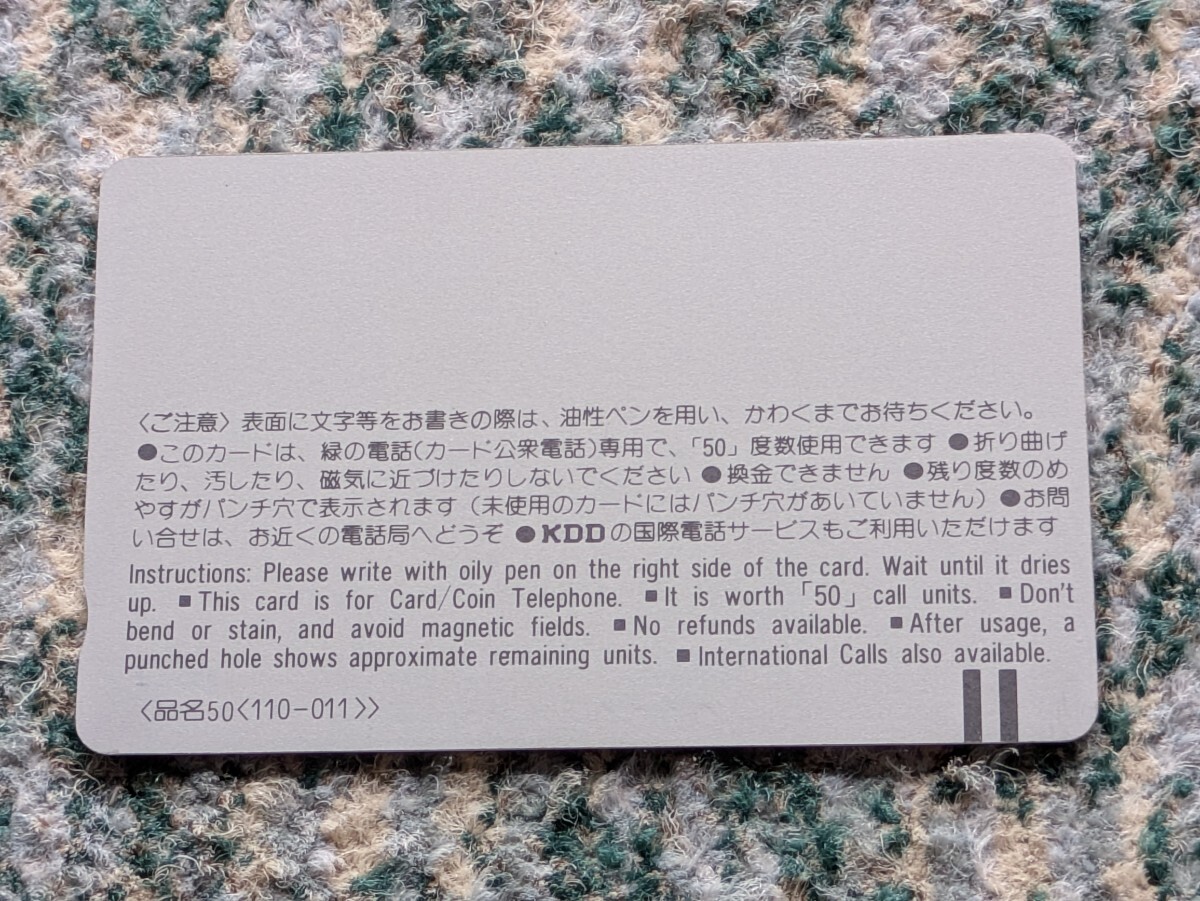 〈ご注意〉表面に文字等をお書きの際は、油性ペンを用い、かわくまでお待ちください。
●このカードは、緑の電話(カード公衆電話)専用で、「50」度数使用できます ●折り曲げ
たり、汚したり、磁気に近づけたりしないでください ●換金できません ●残り度数のめ
やすがパンチ穴で表示されます（未使用のカードにはパンチ穴があいていません）●お問
い合せは、お近くの電話局へどうぞ ●KDDの国際電話サービスもご利用いただけます
Instructions: Please write with oily pen on the right side of the card. Wait until it dries
up. ■This card is for Card/Coin Telephone. ■It is worth「50」call units. ■Don't
bend or stain, and avoid magnetic fields. ■No refunds available. ■After usage, a
punched hole shows approximate remaining units. ■International Calls also available.
〈品名50〈110-011〉〉